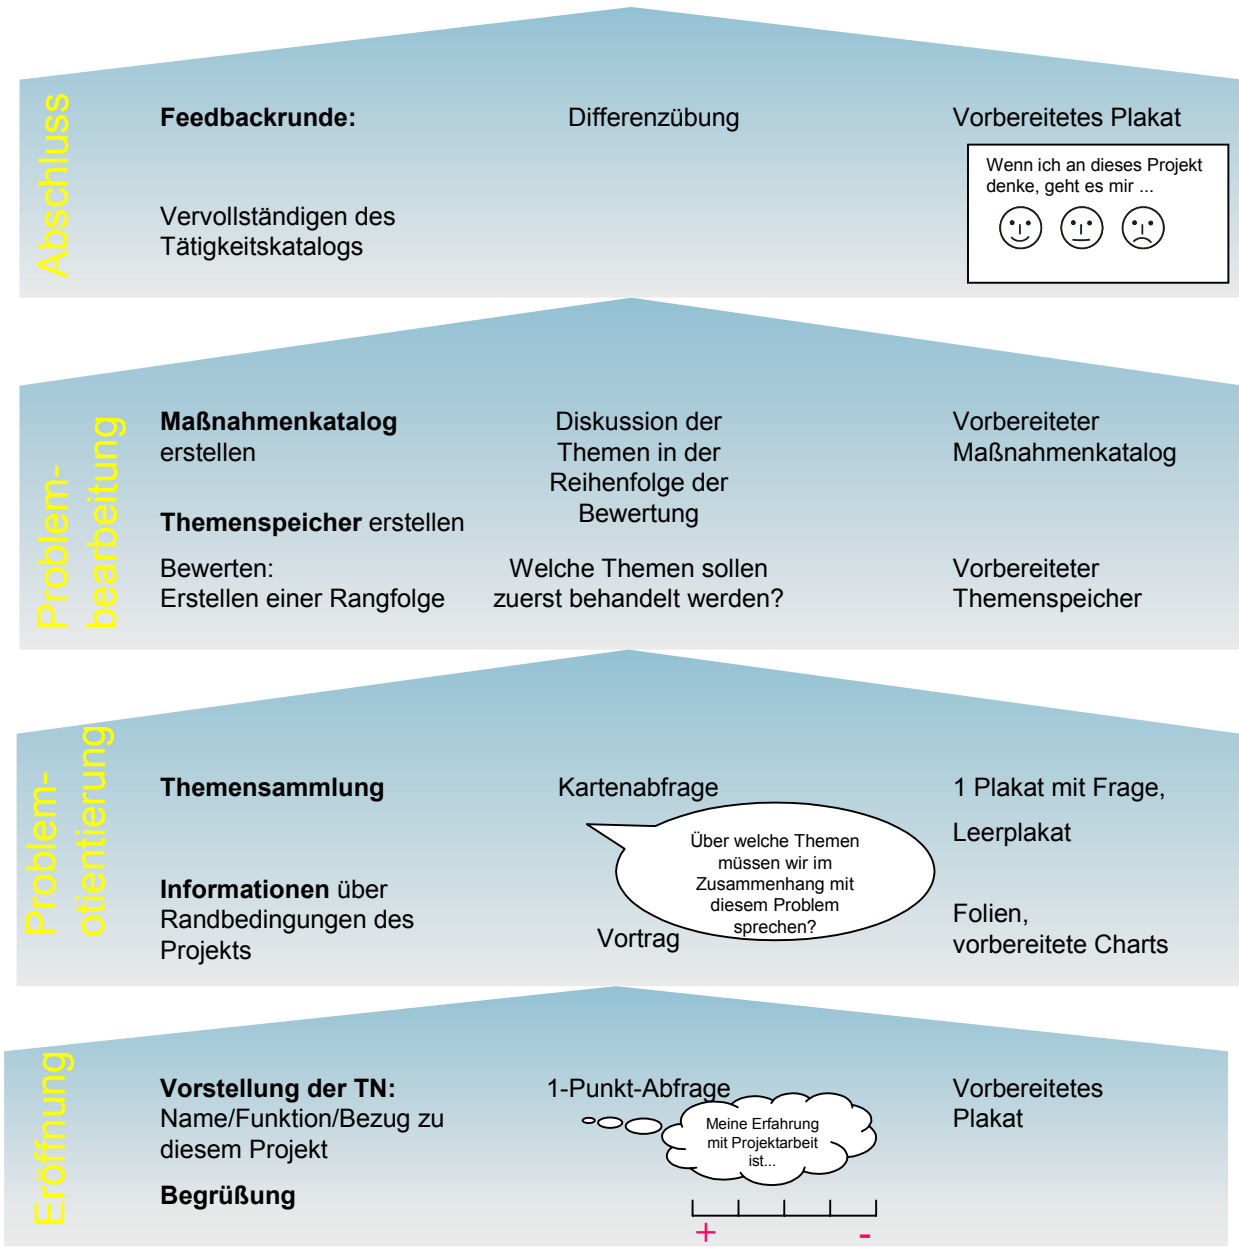 Abschluss
Feedbackrunde:
Differenzübung
Vorbereitetes Plakat
Wenn ich an dieses Projekt
denke, geht es mir ...
Vervollständigen des
Tätigkeitskatalogs
Problem-
bearbeitung
Maßnahmenkatalog
erstellen
Diskussion der
Themen in der
Reihenfolge der
Bewertung
Vorbereiteter
Maßnahmenkatalog
Themenspeicher erstellen
Bewerten:
Erstellen einer Rangfolge
Welche Themen sollen
zuerst behandelt werden?
Vorbereiteter
Themenspeicher
Problem-
otientierung
Themensammlung
Kartenabfrage
1 Plakat mit Frage,
Leerplakat
Über welche Themen
müssen wir im
Zusammenhang mit
diesem Problem
sprechen?
Informationen über
Randbedingungen des
Projekts
Vortrag
Folien,
vorbereitete Charts
Eröffnung
Vorstellung der TN:
Name/Funktion/Bezug zu
diesem Projekt
1-Punkt-Abfrage
Meine Erfahrung
mit Projektarbeit
ist...
+ -
Vorbereitetes
Plakat
Begrüßung